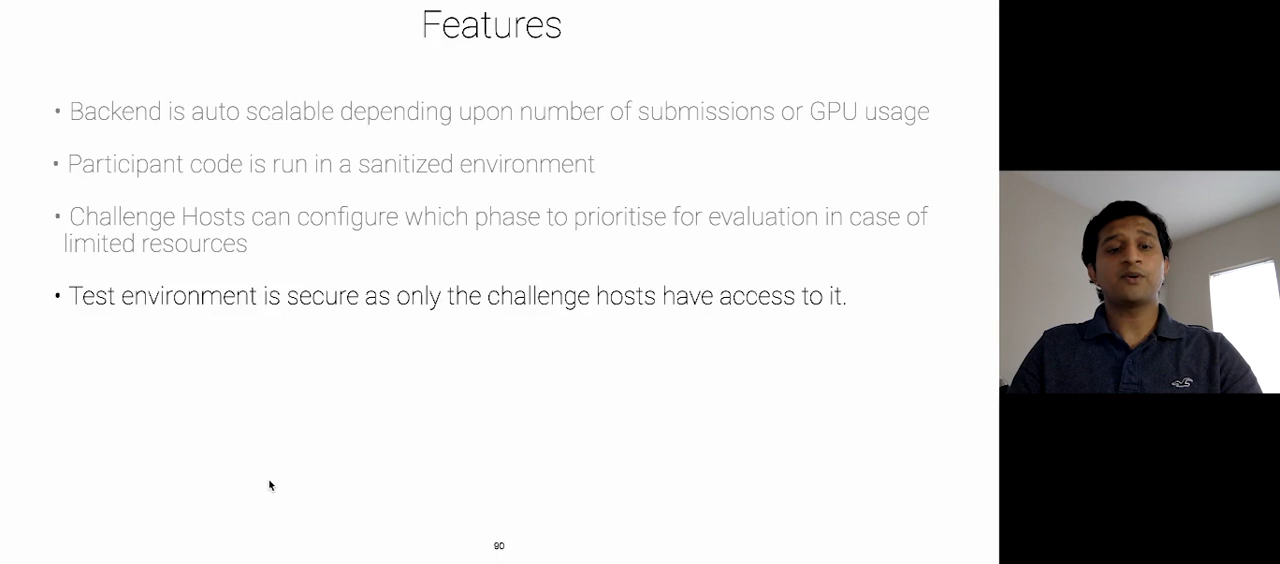 Features
• Backend is auto scalable depending upon number of submissions or GPU usage
• Participant code is run in a sanitized environment
• Challenge Hosts can configure which phase to prioritise for evaluation in case of
limited resources
• Test environment is secure as only the challenge hosts have access to it.
90